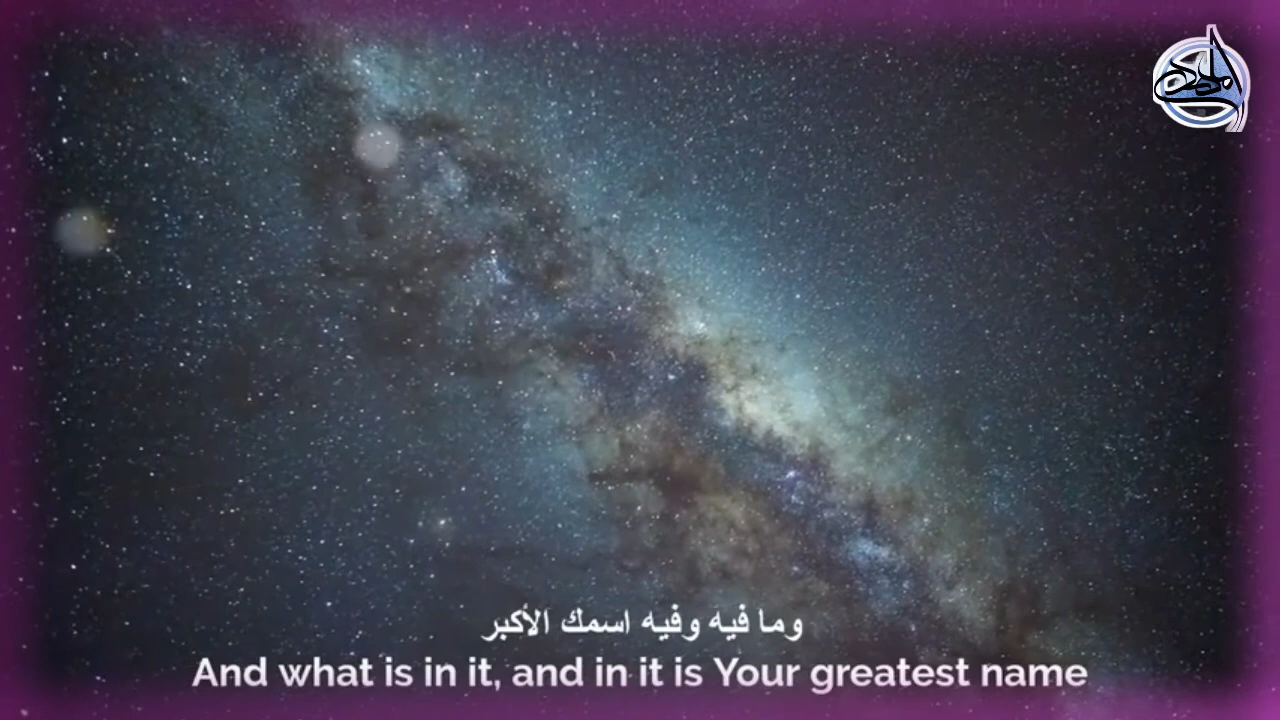 وما فيه وفيه اسمك الأكبر
And what is in it, and in it is Your greatest name